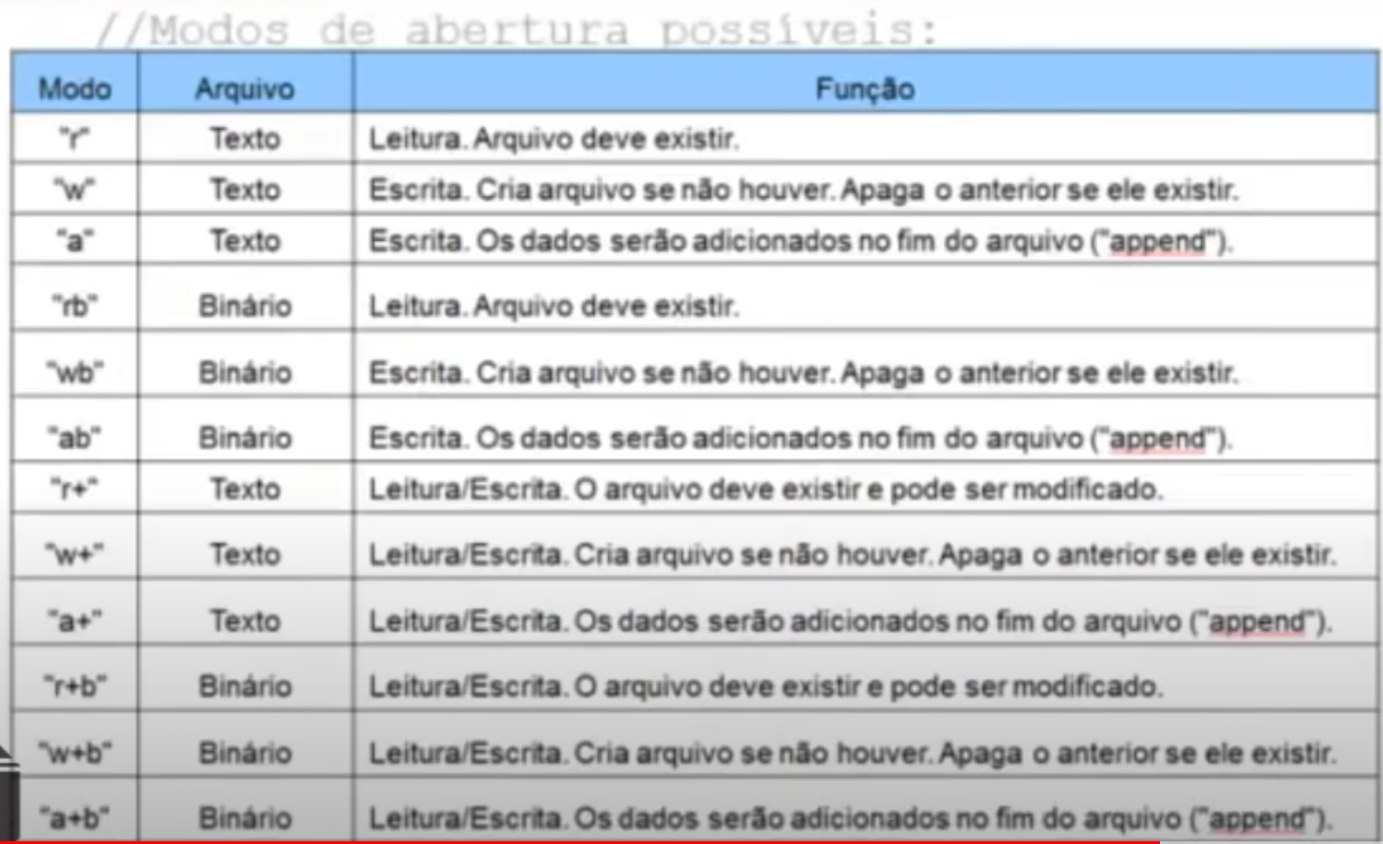 //Modos de abertura possíveis:
Modo Arquivo Função
"r" Texto Leitura. Arquivo deve existir.
"w" Texto Escrita. Cria arquivo se não houver. Apaga o anterior se ele existir.
"a" Texto Escrita. Os dados serão adicionados no fim do arquivo ("append").
"rb" Binário Leitura. Arquivo deve existir.
"wb" Binário Escrita. Cria arquivo se não houver. Apaga o anterior se ele existir.
"ab" Binário Escrita. Os dados serão adicionados no fim do arquivo ("append").
"r+" Texto Leitura/Escrita. O arquivo deve existir e pode ser modificado.
"w+" Texto Leitura/Escrita. Cria arquivo se não houver. Apaga o anterior se ele existir.
"a+" Texto Leitura/Escrita. Os dados serão adicionados no fim do arquivo ("append").
"r+b" Binário Leitura/Escrita. O arquivo deve existir e pode ser modificado.
"w+b" Binário Leitura/Escrita. Cria arquivo se não houver. Apaga o anterior se ele existir.
"a+b" Binário Leitura/Escrita. Os dados serão adicionados no fim do arquivo ("append").